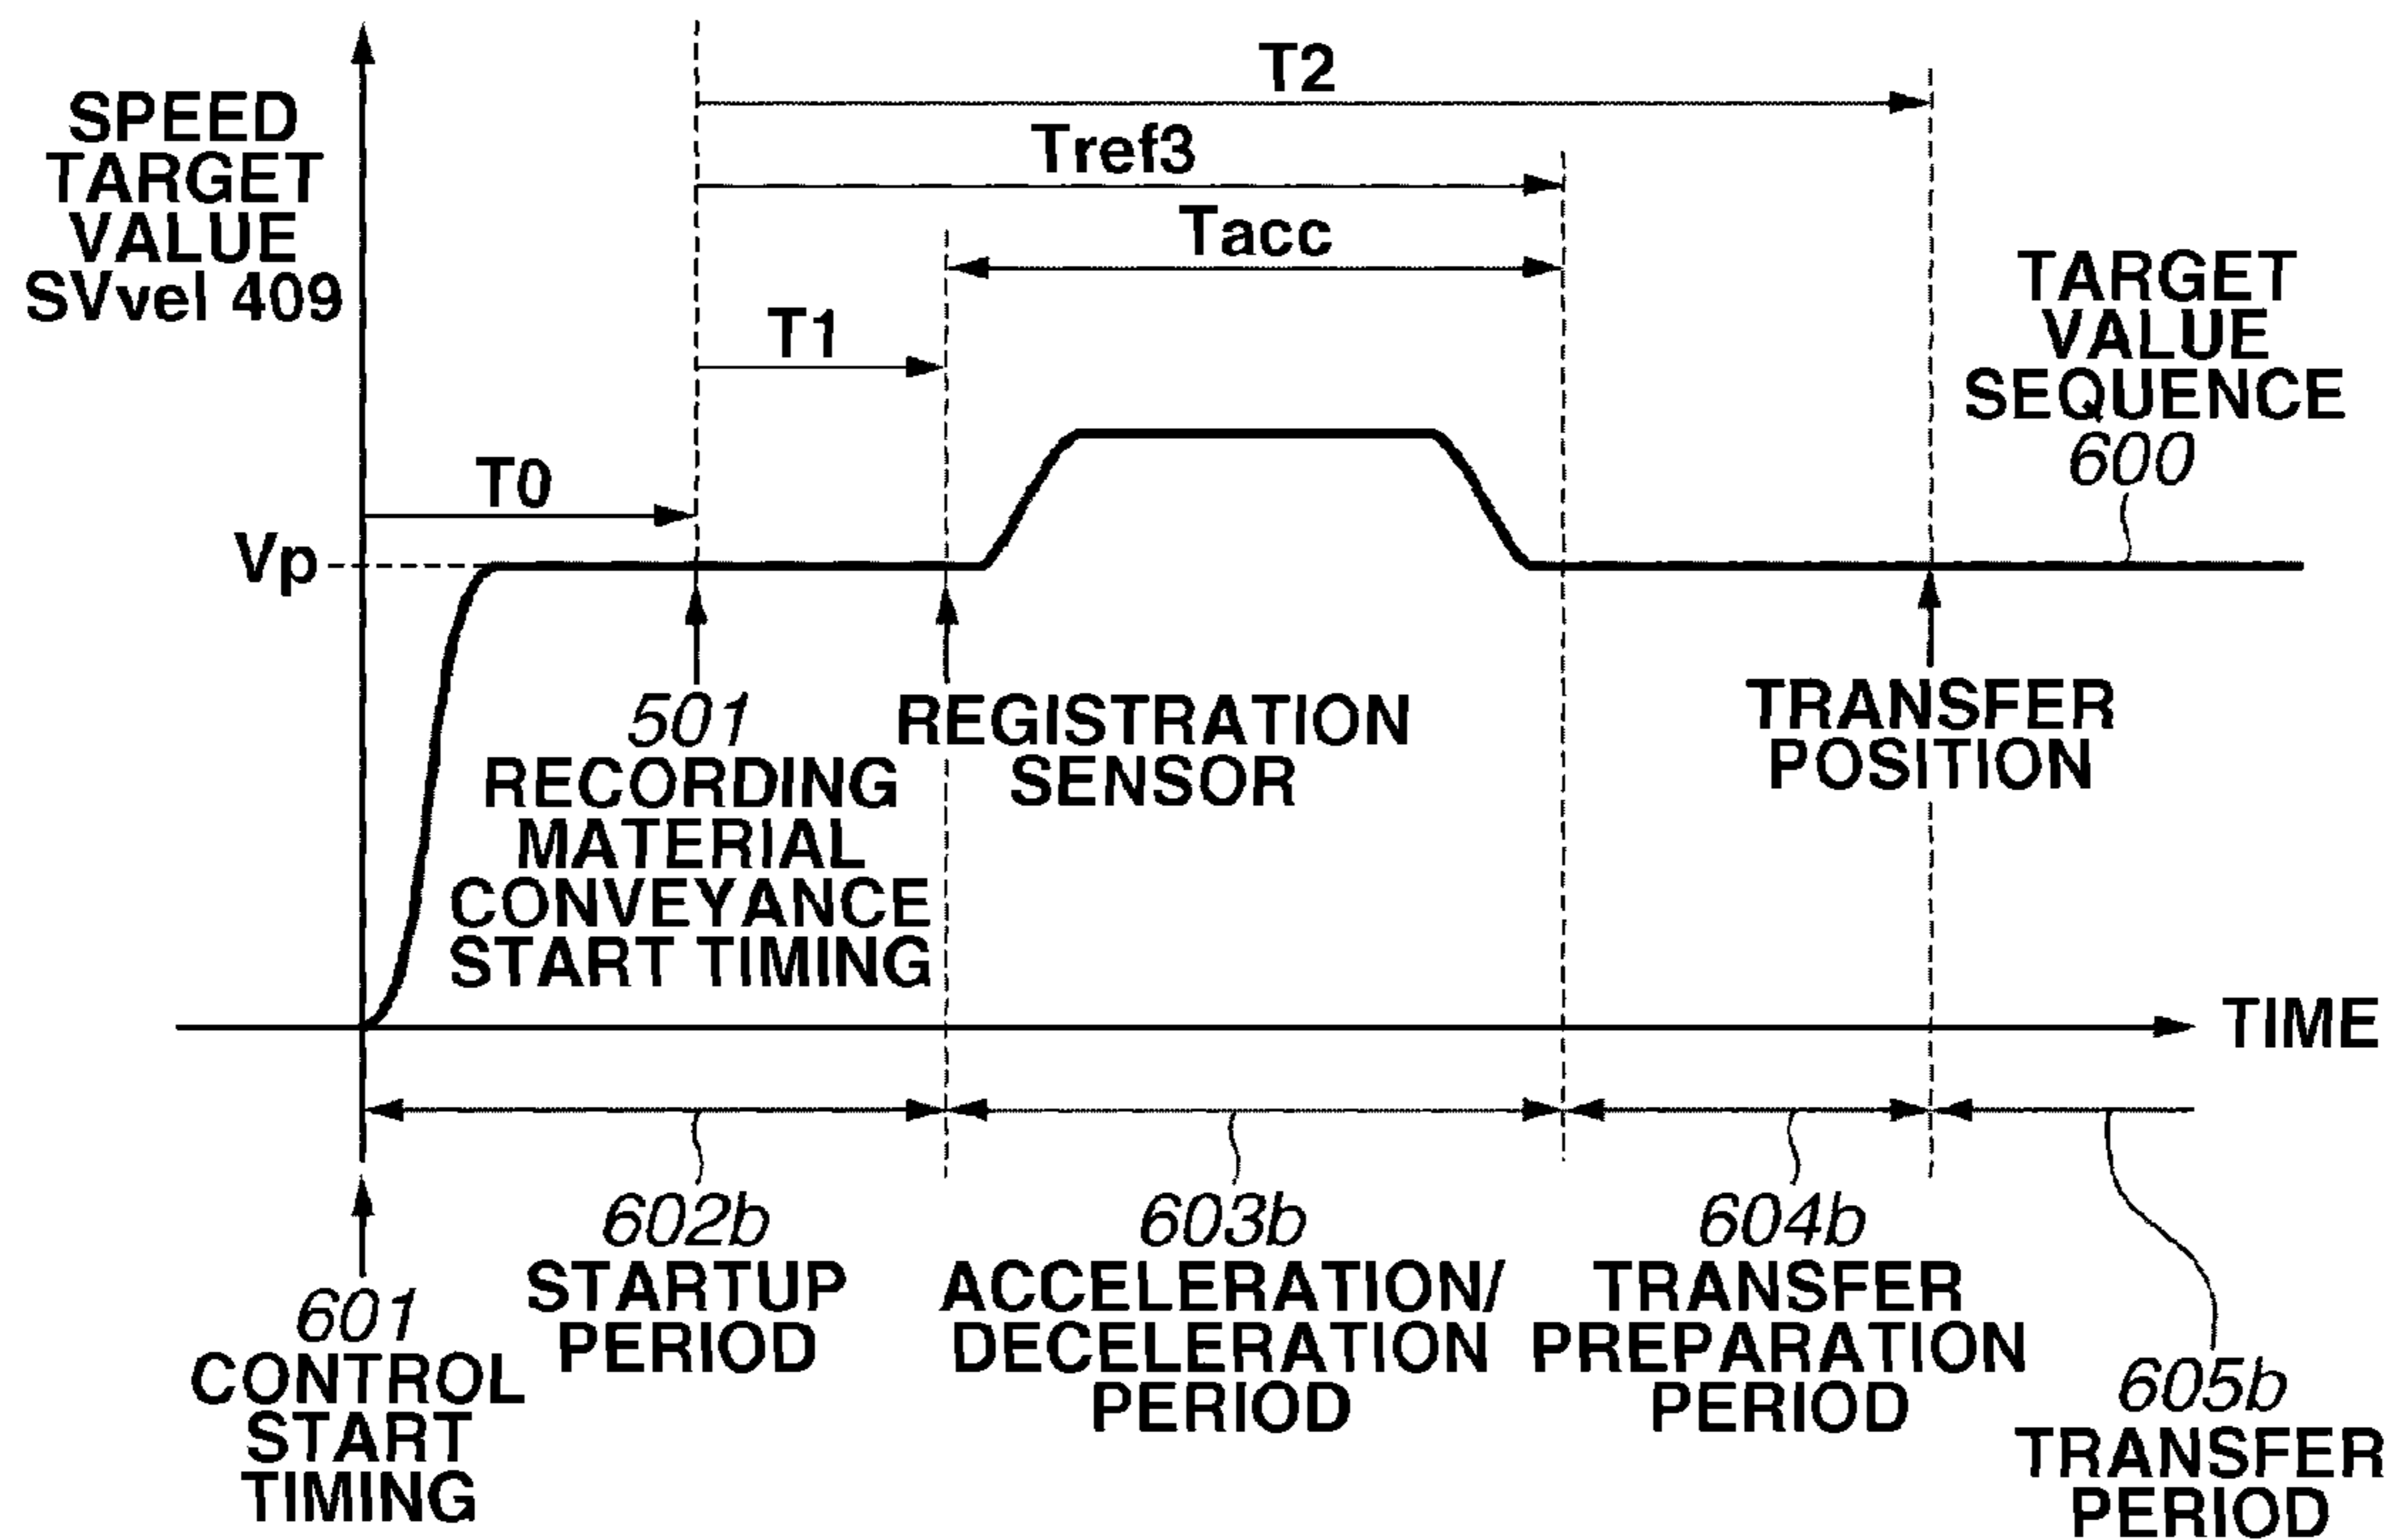 T2
SPEED
TARGET
VALUE
SVvel 409
Tref3
Tacc
T1
TARGET
VALUE
SEQUENCE
600
T0
Vp
501
RECORDING
MATERIAL
CONVEYANCE
START TIMING
REGISTRATION
SENSOR
TRANSFER
POSITION
TIME
601
CONTROL
START
TIMING
602b
STARTUP
PERIOD
603b
ACCELERATION/
DECELERATION
PERIOD
604b
TRANSFER
PREPARATION
PERIOD
605b
TRANSFER
PERIOD